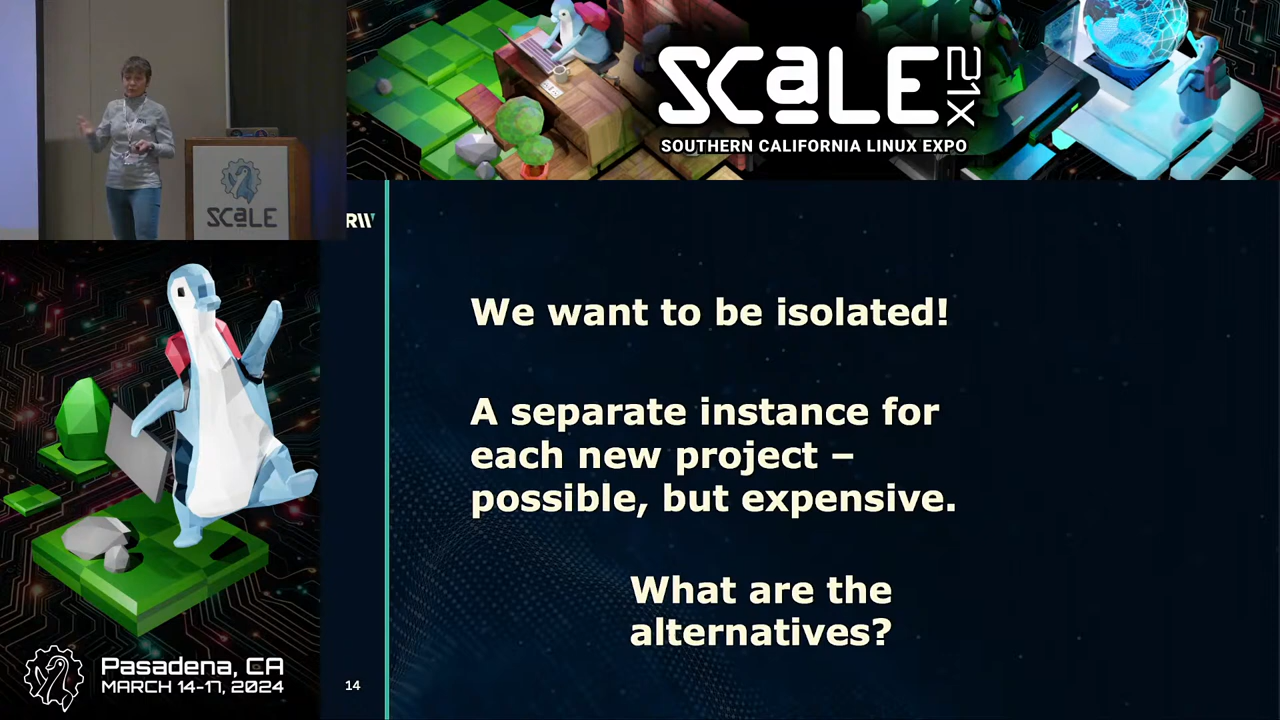 SCaLE 21x
SOUTHERN CALIFORNIA LINUX EXPO
SCaLE
RW
We want to be isolated!
A separate instance for
each new project –
possible, but expensive.
What are the
alternatives?
Pasadena, CA
MARCH 14-17, 2024
14